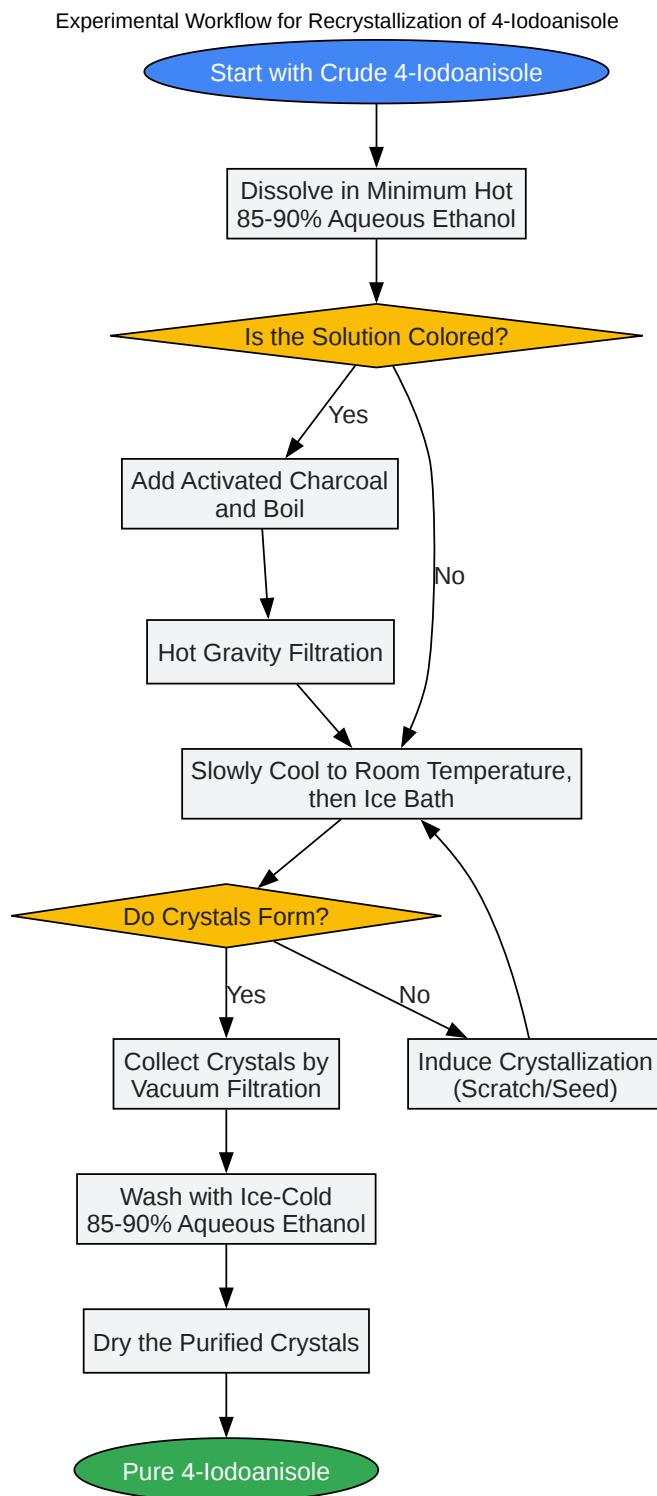 Experimental Workflow for Recrystallization of 4-Iodoanisole
Start with Crude 4-Iodoanisole
Dissolve in Minimum Hot
85-90% Aqueous Ethanol
Is the Solution Colored?
Yes
Add Activated Charcoal
and Boil
No
Hot Gravity Filtration
Slowly Cool to Room Temperature,
then Ice Bath
Do Crystals Form?
Yes
No
Collect Crystals by
Vacuum Filtration
Induce Crystallization
(Scratch/Seed)
Wash with Ice-Cold
85-90% Aqueous Ethanol
Dry the Purified Crystals
Pure 4-Iodoanisole